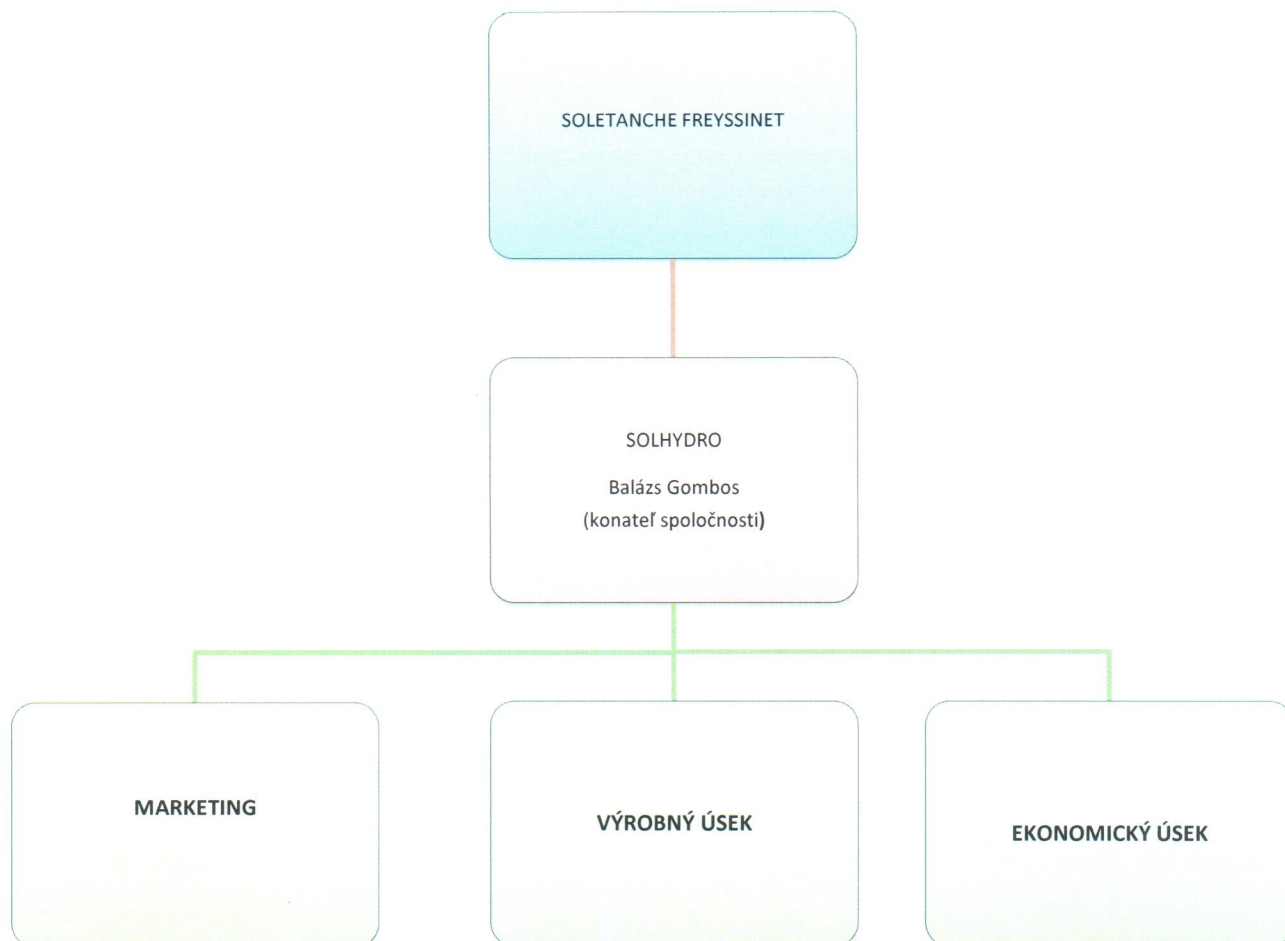 SOLETANCHE FREYSSINET
SOLHYDRO
Balázs Gombos
(konateľ spoločnosti)
MARKETING
VÝROBNÝ ÚSEK
EKONOMICKÝ ÚSEK